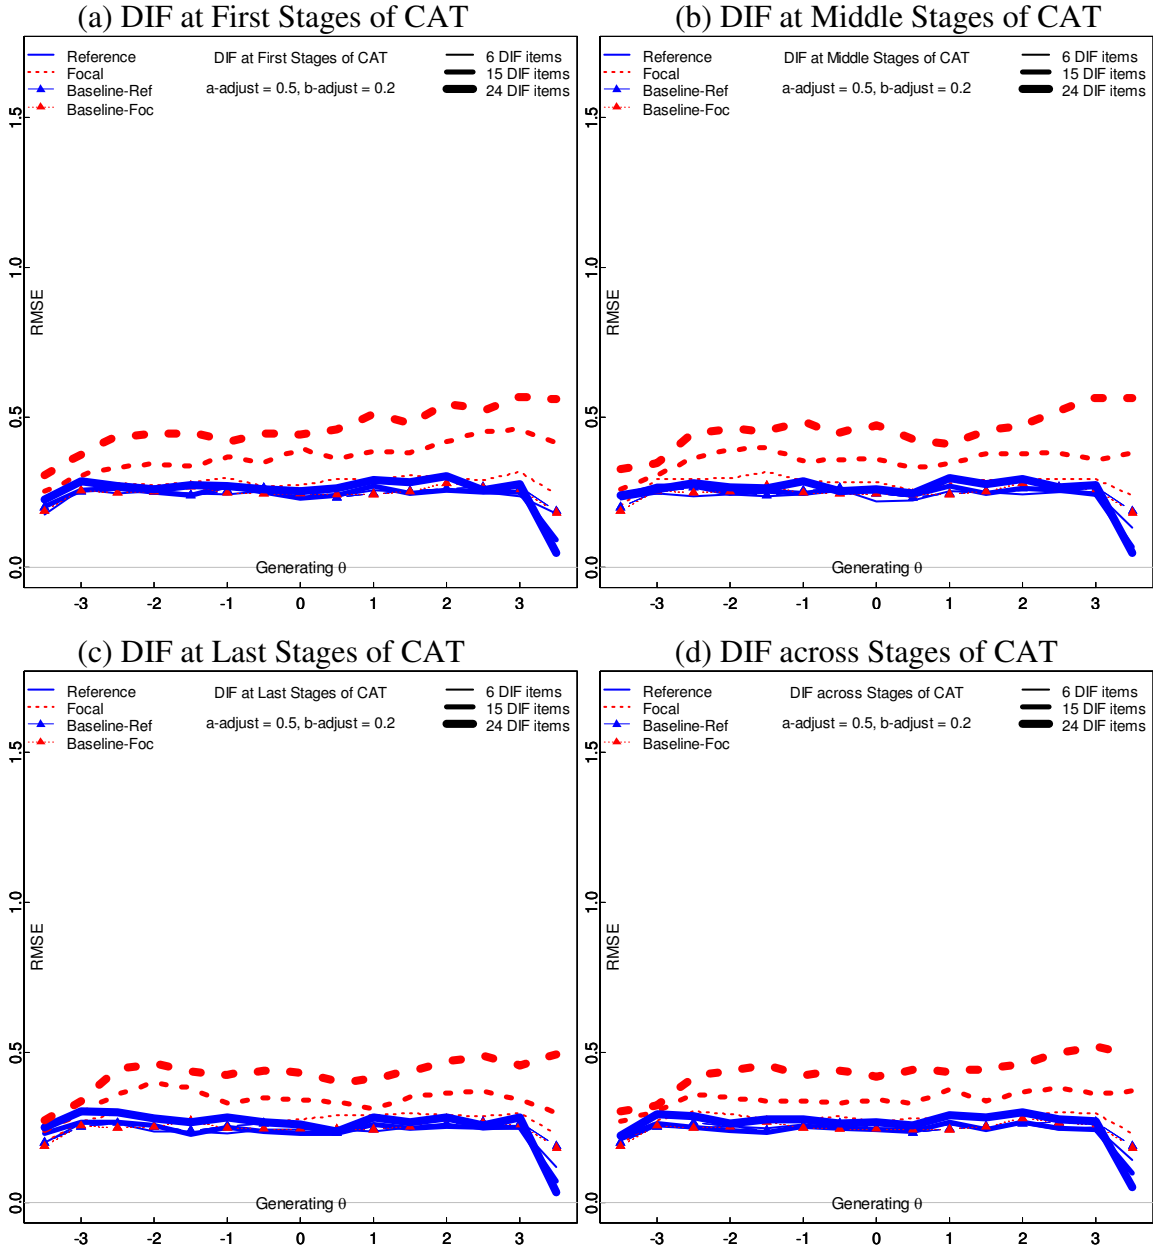 (a) DIF at First Stages of CAT
Reference
Focal
Baseline-Ref
Baseline-Foc
DIF at First Stages of CAT
a-adjust = 0.5, b-adjust = 0.2
6 DIF items
15 DIF items
24 DIF items
RMSE
0.0
0.5
1.0
1.5
Generating θ
-3 -2 -1 0 1 2 3
(b) DIF at Middle Stages of CAT
Reference
Focal
Baseline-Ref
Baseline-Foc
DIF at Middle Stages of CAT
a-adjust = 0.5, b-adjust = 0.2
6 DIF items
15 DIF items
24 DIF items
RMSE
0.0
0.5
1.0
1.5
Generating θ
-3 -2 -1 0 1 2 3
(c) DIF at Last Stages of CAT
Reference
Focal
Baseline-Ref
Baseline-Foc
DIF at Last Stages of CAT
a-adjust = 0.5, b-adjust = 0.2
6 DIF items
15 DIF items
24 DIF items
RMSE
0.0
0.5
1.0
1.5
Generating θ
-3 -2 -1 0 1 2 3
(d) DIF across Stages of CAT
Reference
Focal
Baseline-Ref
Baseline-Foc
DIF across Stages of CAT
a-adjust = 0.5, b-adjust = 0.2
6 DIF items
15 DIF items
24 DIF items
RMSE
0.0
0.5
1.0
1.5
Generating θ
-3 -2 -1 0 1 2 3